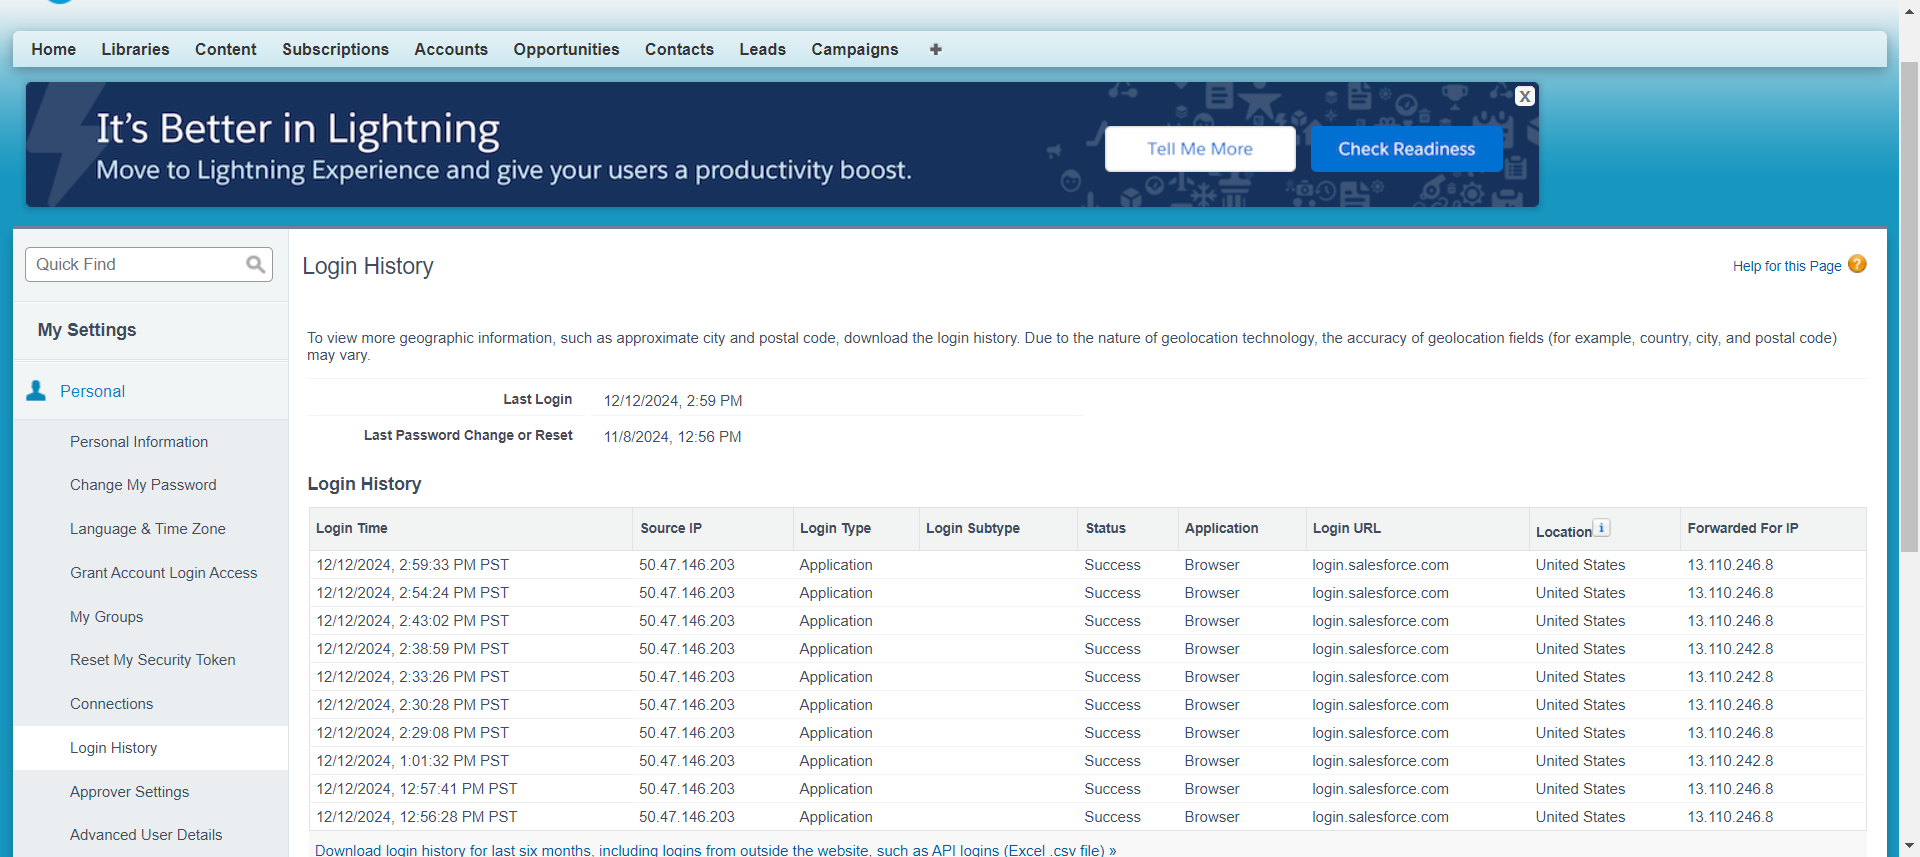 Home Libraries Content Subscriptions Accounts Opportunities Contacts Leads Campaigns
It's Better in Lightning
Move to Lightning Experience and give your users a productivity boost.
Tell Me More
Check Readiness
X
Quick Find
My Settings
Personal
Personal Information
Change My Password
Language & Time Zone
Grant Account Login Access
My Groups
Reset My Security Token
Connections
Login History
Approver Settings
Advanced User Details
Login History
Help for this Page ?
To view more geographic information, such as approximate city and postal code, download the login history. Due to the nature of geolocation technology, the accuracy of geolocation fields (for example, country, city, and postal code)
may vary.
Last Login 12/12/2024, 2:59 PM
Last Password Change or Reset 11/8/2024, 12:56 PM
Login History
Login Time Source IP Login Type Login Subtype Status Application Login URL Location i Forwarded For IP
12/12/2024, 2:59:33 PM PST 50.47.146.203 Application Success Browser login.salesforce.com United States 13.110.246.8
12/12/2024, 2:54:24 PM PST 50.47.146.203 Application Success Browser login.salesforce.com United States 13.110.246.8
12/12/2024, 2:43:02 PM PST 50.47.146.203 Application Success Browser login.salesforce.com United States 13.110.246.8
12/12/2024, 2:38:59 PM PST 50.47.146.203 Application Success Browser login.salesforce.com United States 13.110.242.8
12/12/2024, 2:33:26 PM PST 50.47.146.203 Application Success Browser login.salesforce.com United States 13.110.242.8
12/12/2024, 2:30:28 PM PST 50.47.146.203 Application Success Browser login.salesforce.com United States 13.110.242.8
12/12/2024, 2:29:08 PM PST 50.47.146.203 Application Success Browser login.salesforce.com United States 13.110.246.8
12/12/2024, 1:01:32 PM PST 50.47.146.203 Application Success Browser login.salesforce.com United States 13.110.242.8
12/12/2024, 12:57:41 PM PST 50.47.146.203 Application Success Browser login.salesforce.com United States 13.110.246.8
12/12/2024, 12:56:28 PM PST 50.47.146.203 Application Success Browser login.salesforce.com United States 13.110.246.8
Download login history for last six months, including logins from outside the website, such as API logins (Excel .csv file) »